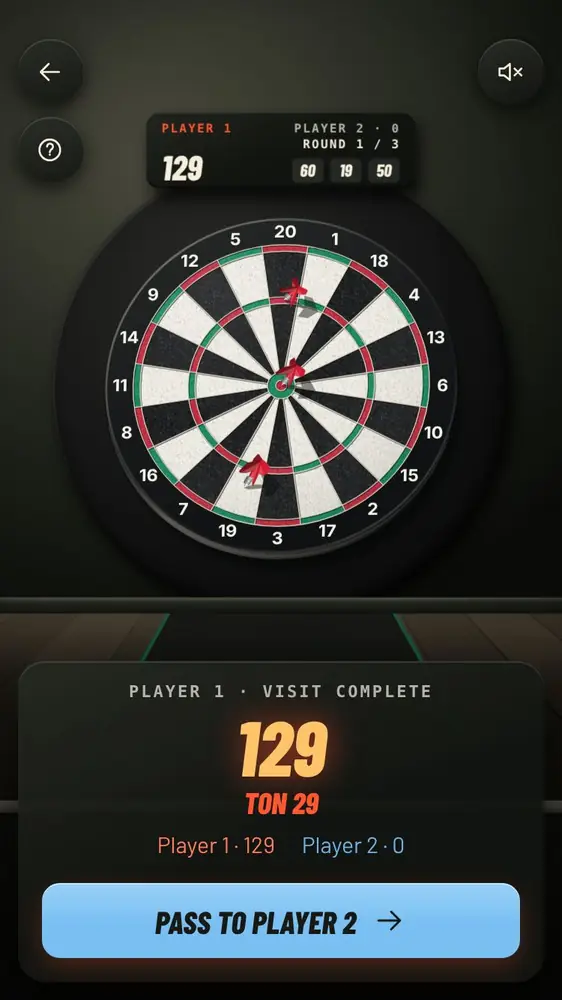 PLAYER 1
129
PLAYER 2 · 0
ROUND 1 / 3
60 19 50
20
1
18
4
13
6
10
15
2
17
3
19
7
16
8
11
14
9
12
5
PLAYER 1 · VISIT COMPLETE
129
TON 29
Player 1 · 129 Player 2 · 0
PASS TO PLAYER 2 →